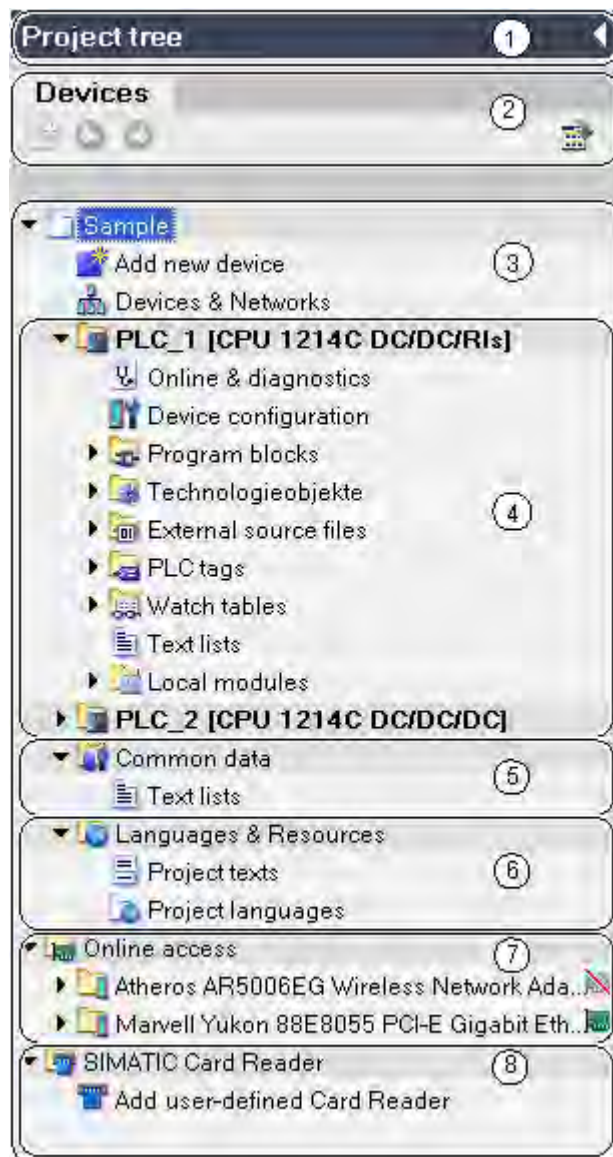 Project tree 1
Devices
2
Sample
Add new device 3
Devices & Networks
PLC_1 [CPU 1214C DC/DC/Rls]
Online & diagnostics
Device configuration
Program blocks
Technologieobjekte 4
External source files
PLC tags
Watch tables
Text lists
Local modules
PLC_2 [CPU 1214C DC/DC/DC]
Common data 5
Text lists
Languages & Resources
Project texts 6
Project languages
Online access 7
Atheros AR5006EG Wireless Network Ada...
Marvell Yukon 88E8055 PCI-E Gigabit Eth...
SIMATIC Card Reader 8
Add user-defined Card Reader